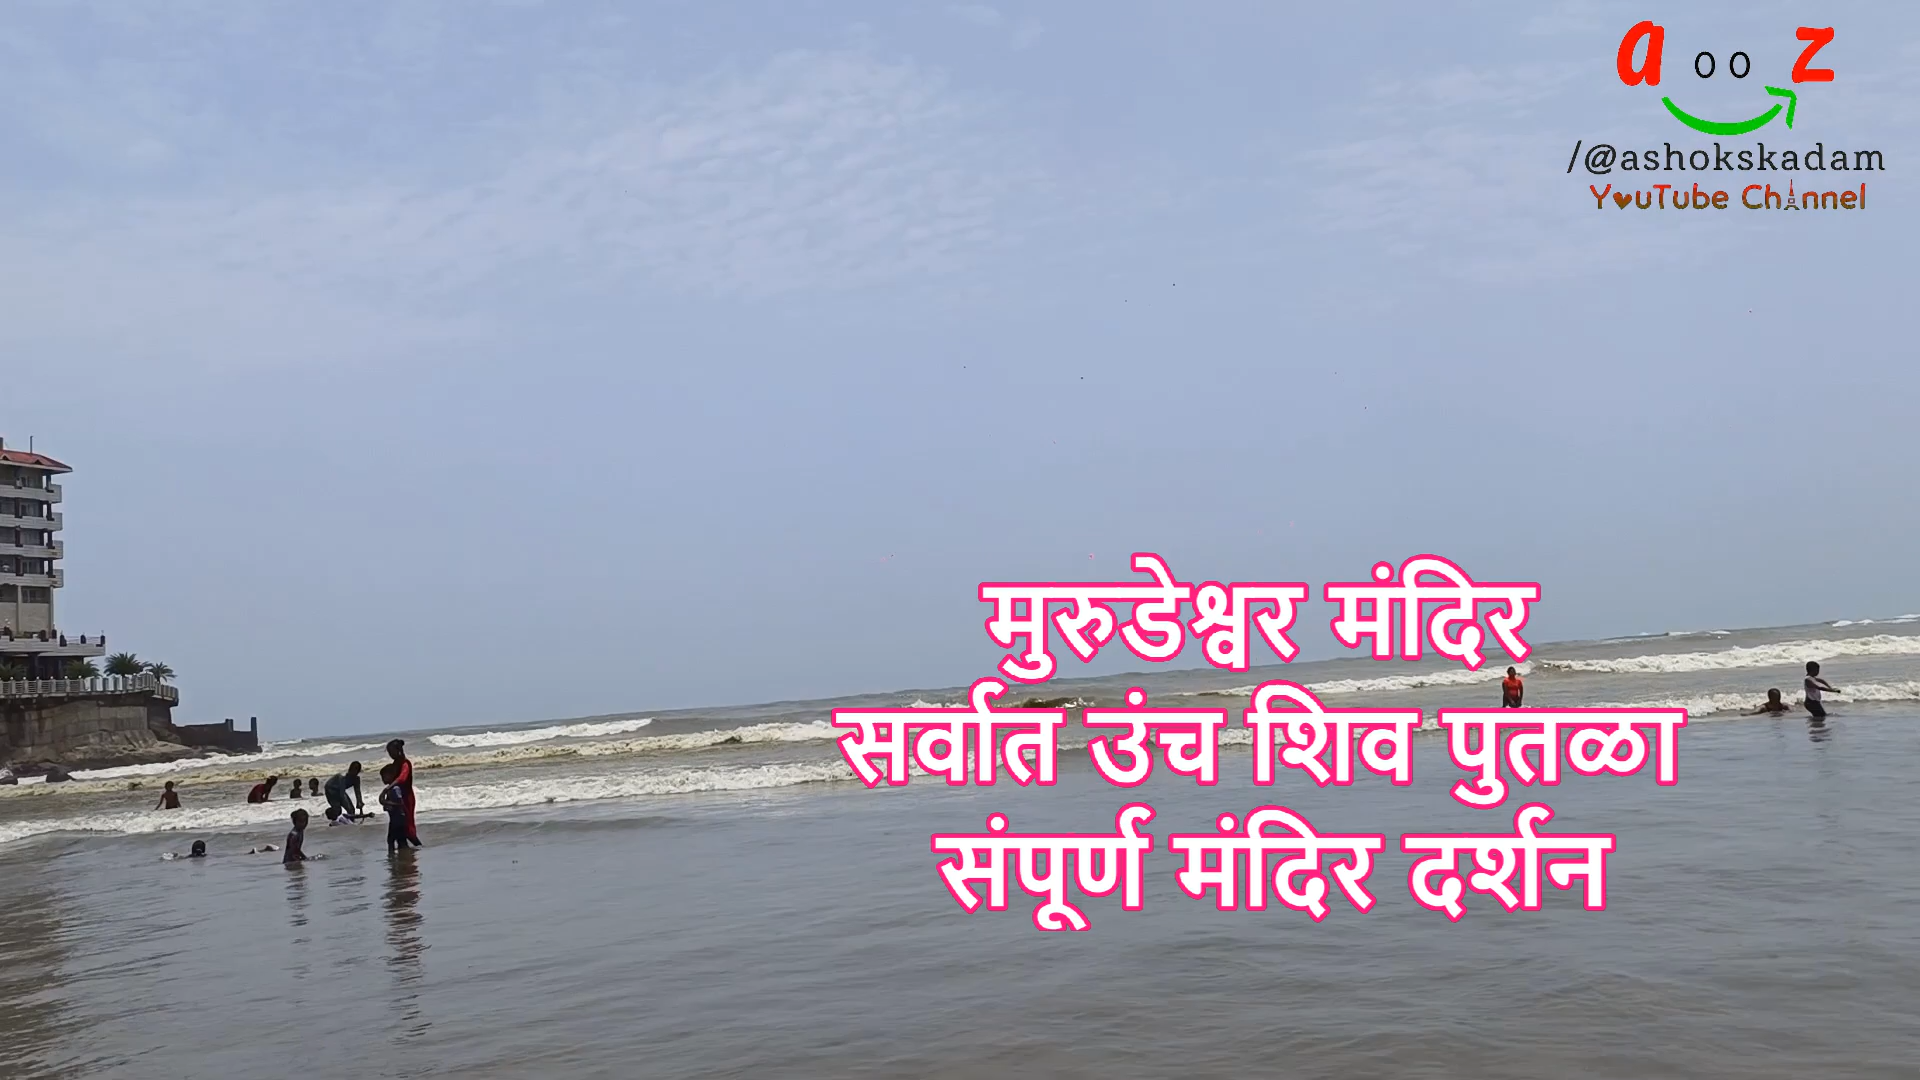 a oo z
/@ashokskadam
YouTube Channel
मुरुडेश्वर मंदिर
सर्वात उंच शिव पुतळा
संपूर्ण मंदिर दर्शन